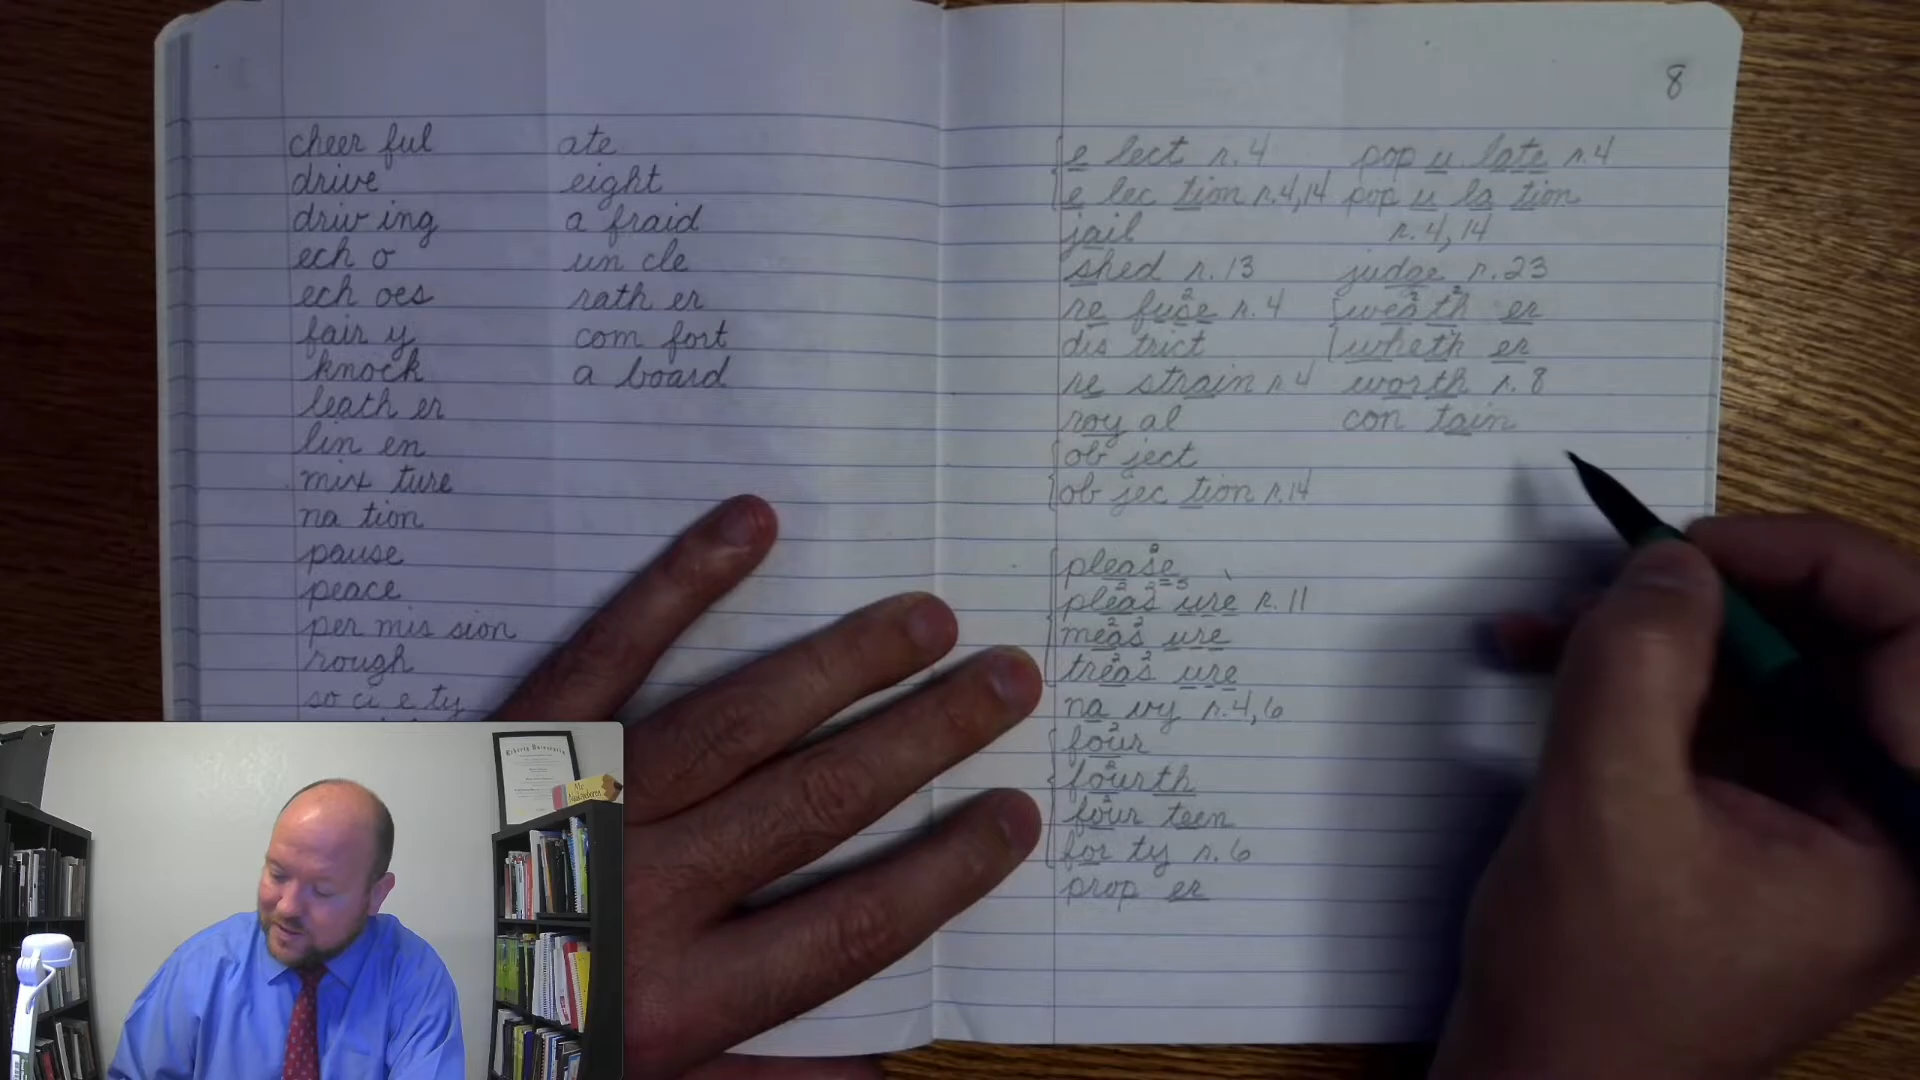 8
cheer ful
drive
driv ing
ech o
ech oes
fair y
knock
leath er
lin en
mix ture
na tion
pause
peace
per mis sion
rough
so ci e ty
ate
eight
a fraid
un cle
rath er
com fort
a board
e lect r. 4
e lec tion r. 4, 14
jail
shed r. 13
re fuse² r. 4
dis trict
re strain r. 4
roy al
ob ject
ob jec tion r. 14
please
pleas ure r. 11
meas ure
treas ure
na vy r. 4, 6
four
fourth
four teen
for ty r. 6
prop er
pop u late r. 4
pop u la tion
r. 4, 14
judge r. 23
weath er
wheth er
worth r. 8
con tain
Liberty University